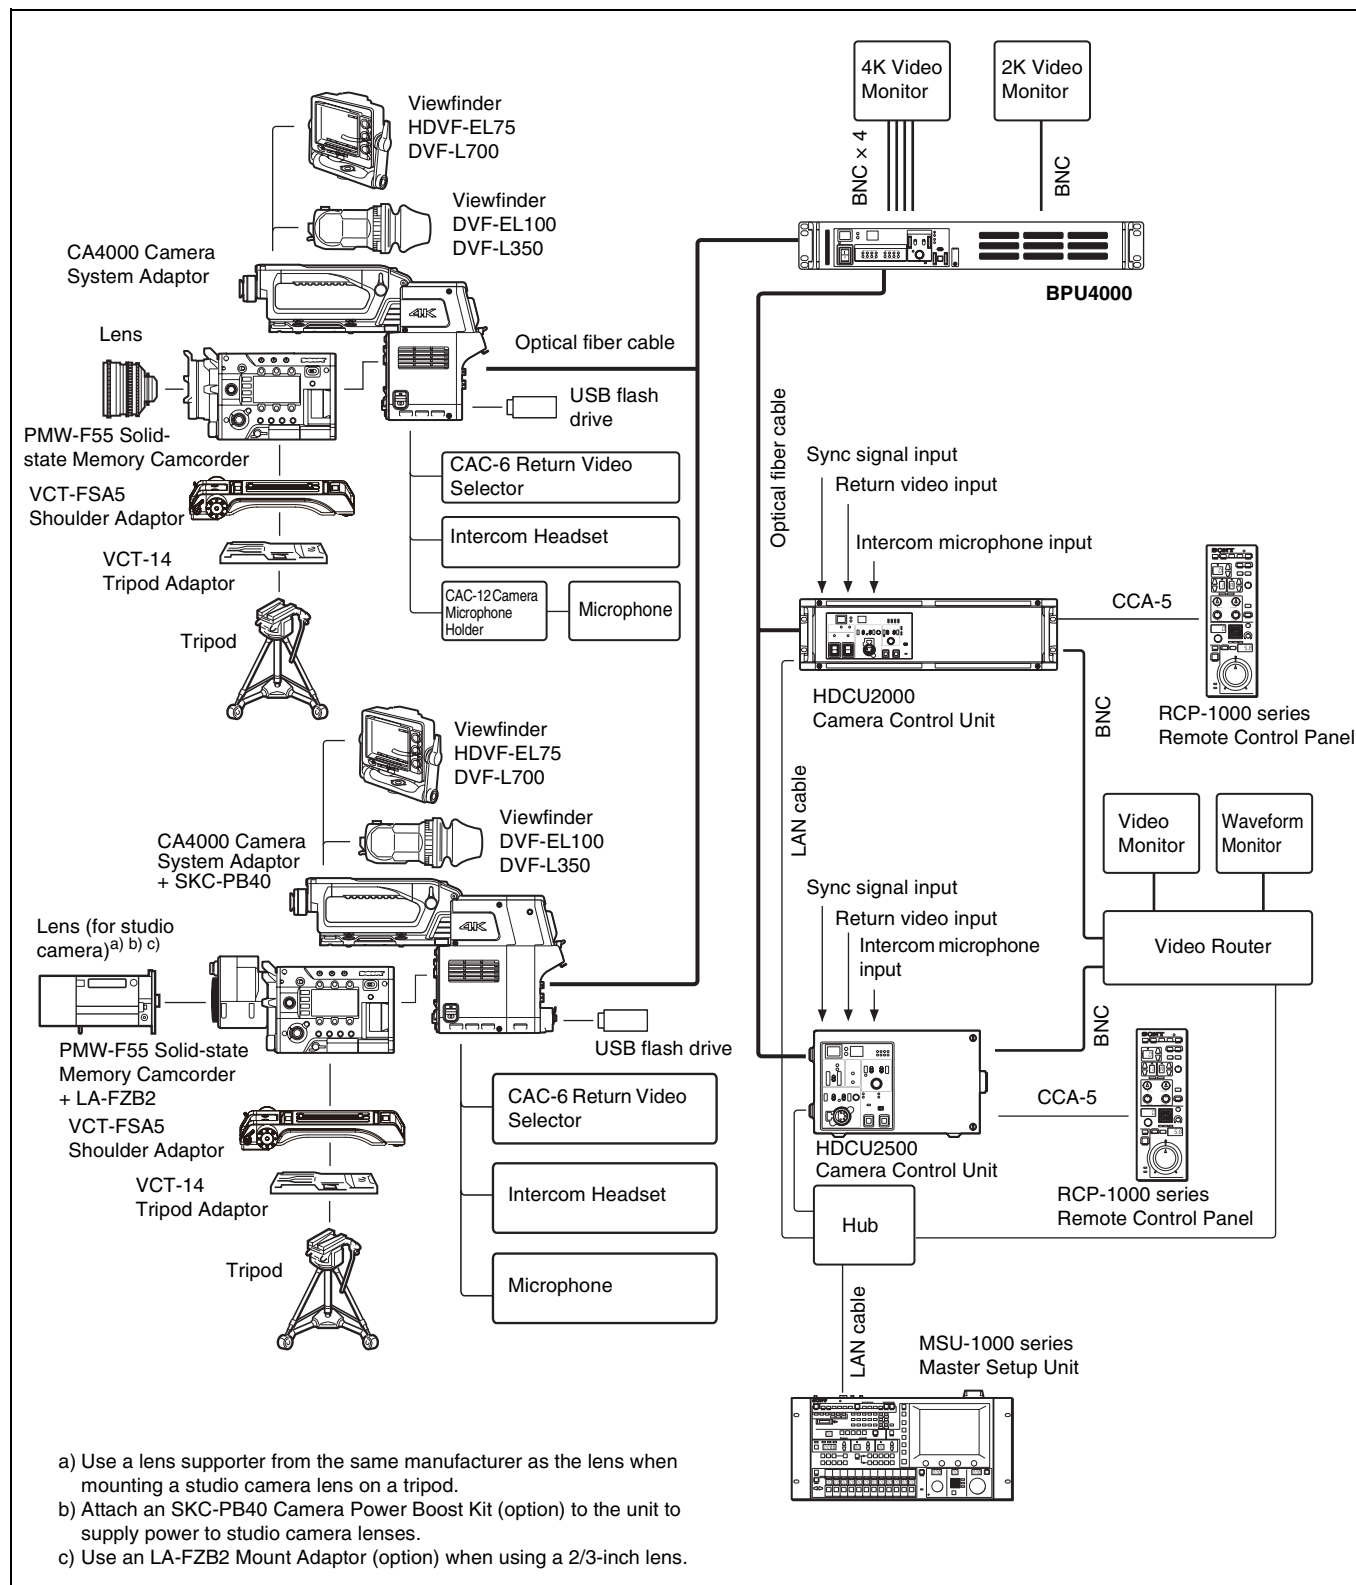 4K Video
Monitor
2K Video
Monitor
BNC × 4
BNC
BPU4000
Viewfinder
HDVF-EL75
DVF-L700
Viewfinder
DVF-EL100
DVF-L350
CA4000 Camera
System Adaptor
4K
Lens
Optical fiber cable
USB flash
drive
PMW-F55 Solid-
state Memory Camcorder
CAC-6 Return Video
Selector
VCT-FSA5
Shoulder Adaptor
Intercom Headset
VCT-14
Tripod Adaptor
CAC-12 Camera
Microphone
Holder
Microphone
Tripod
Optical fiber cable
Sync signal input
Return video input
Intercom microphone input
SONY
CCA-5
HDCU2000
Camera Control Unit
BNC
RCP-1000 series
Remote Control Panel
LAN cable
Viewfinder
HDVF-EL75
DVF-L700
Viewfinder
DVF-EL100
DVF-L350
CA4000 Camera
System Adaptor
+ SKC-PB40
4K
Lens (for studio
camera)a) b) c)
USB flash drive
PMW-F55 Solid-state
Memory Camcorder
+ LA-FZB2
CAC-6 Return Video
Selector
VCT-FSA5
Shoulder Adaptor
Intercom Headset
VCT-14
Tripod Adaptor
Microphone
Tripod
Video
Monitor
Waveform
Monitor
Sync signal input
Return video input
Intercom microphone
input
Video Router
BNC
SONY
CCA-5
HDCU2500
Camera Control Unit
RCP-1000 series
Remote Control Panel
Hub
LAN cable
MSU-1000 series
Master Setup Unit
a) Use a lens supporter from the same manufacturer as the lens when
mounting a studio camera lens on a tripod.
b) Attach an SKC-PB40 Camera Power Boost Kit (option) to the unit to
supply power to studio camera lenses.
c) Use an LA-FZB2 Mount Adaptor (option) when using a 2/3-inch lens.